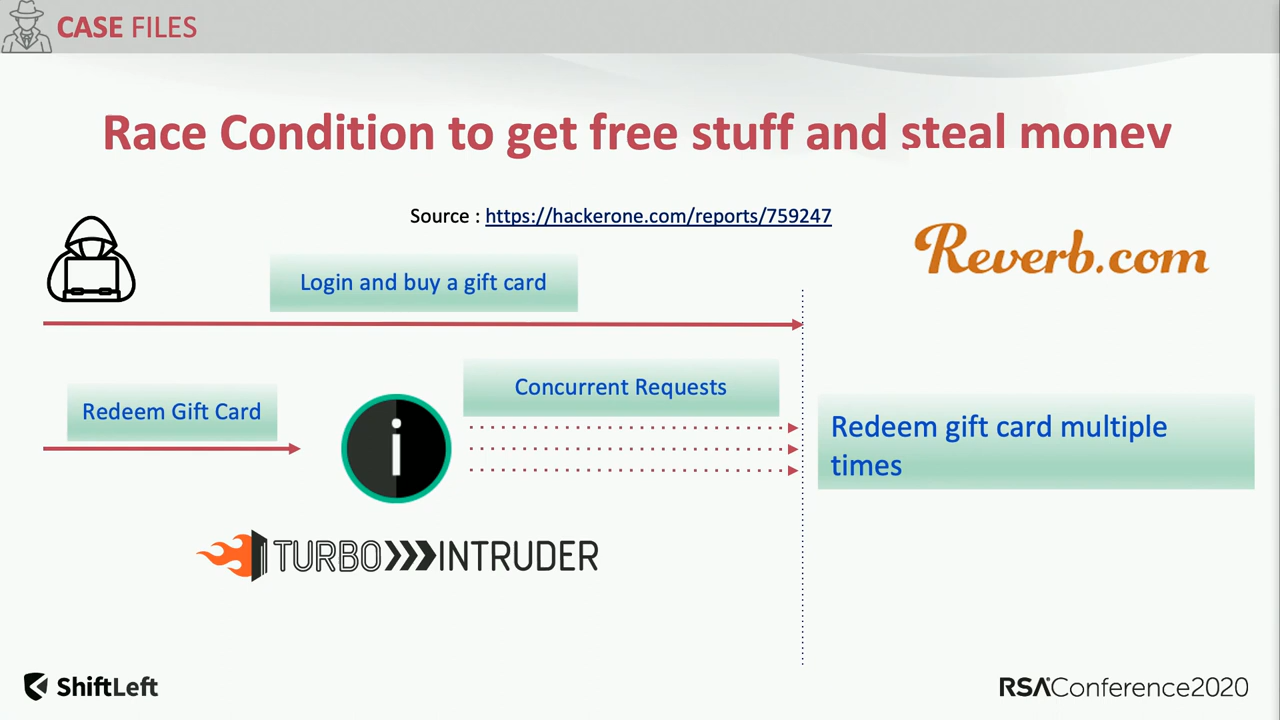 CASE FILES
Race Condition to get free stuff and steal money
Source : https://hackerone.com/reports/759247
Reverb.com
Login and buy a gift card
Concurrent Requests
Redeem Gift Card
Redeem gift card multiple
times
i
TURBO INTRUDER
ShiftLeft
RSAConference2020